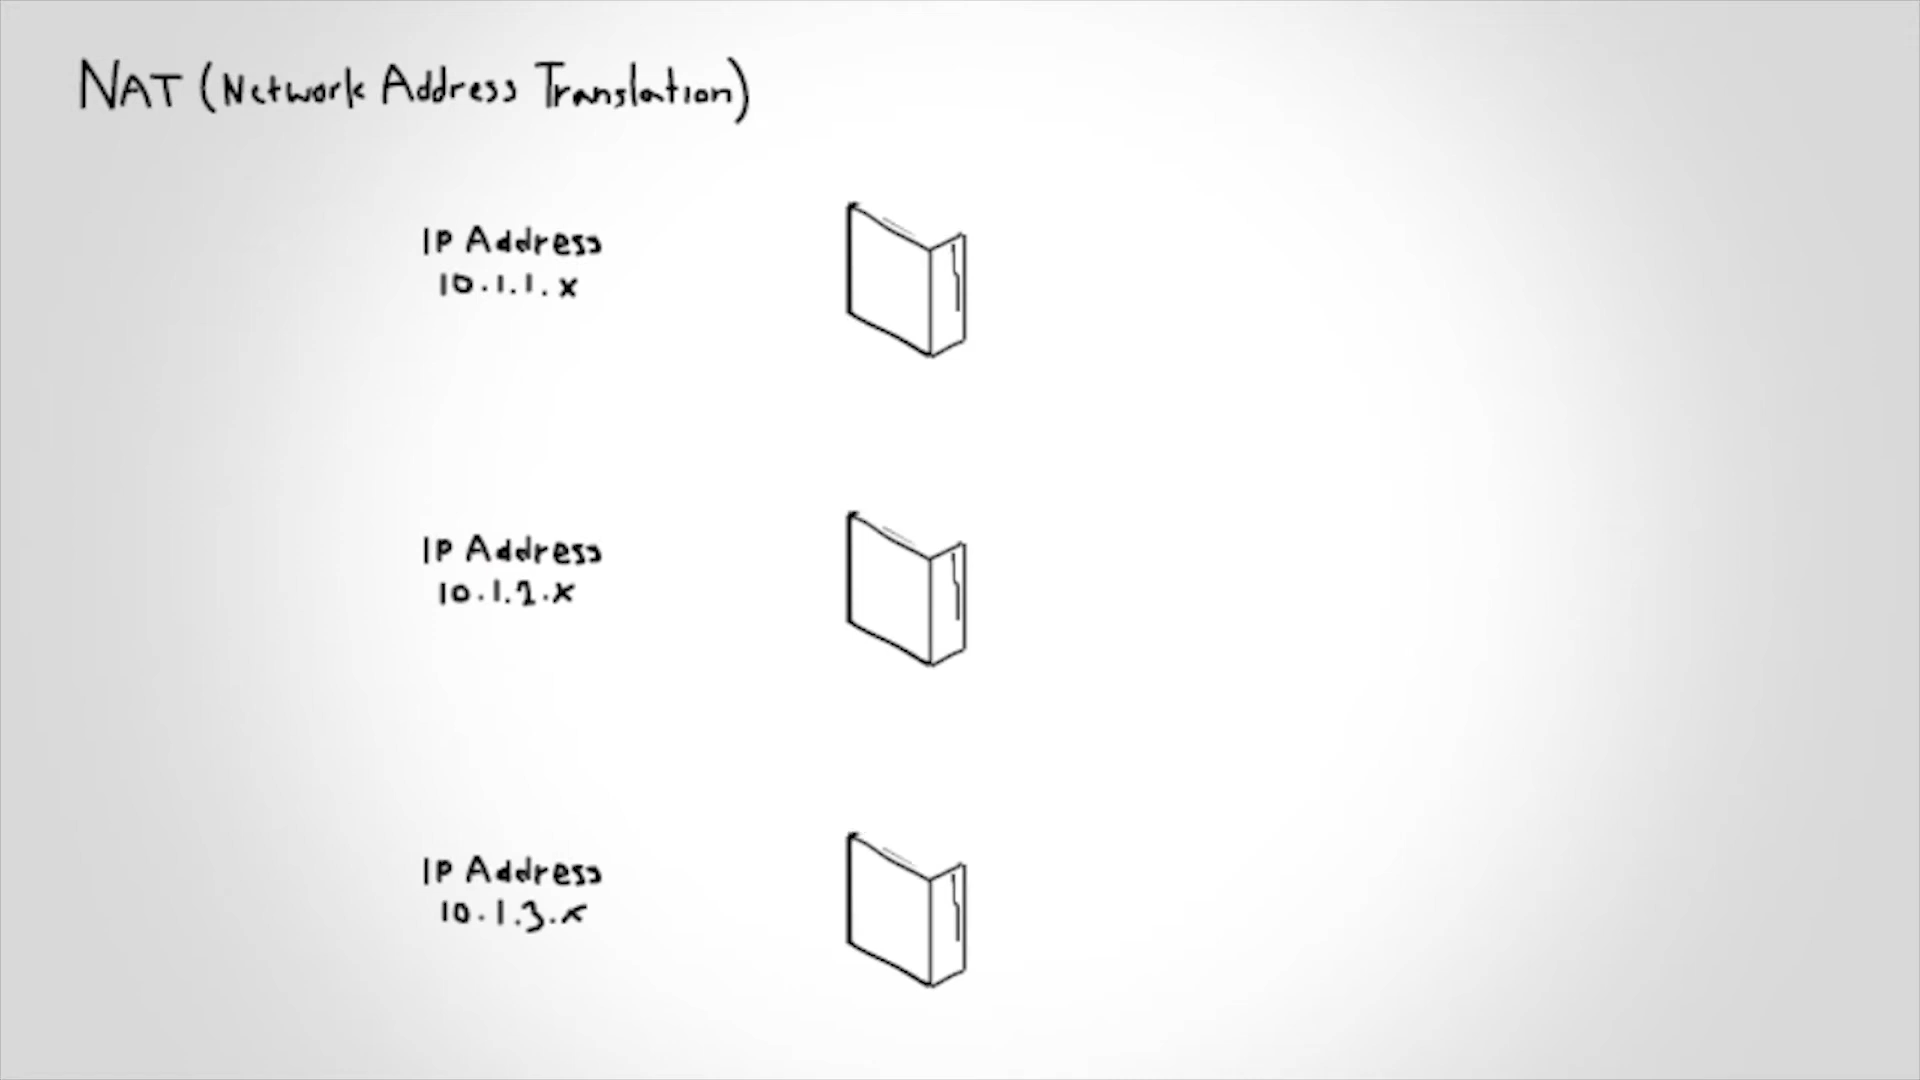 NAT (Network Address Translation)
IP Address
10.1.1.x
IP Address
10.1.2.x
IP Address
10.1.3.x